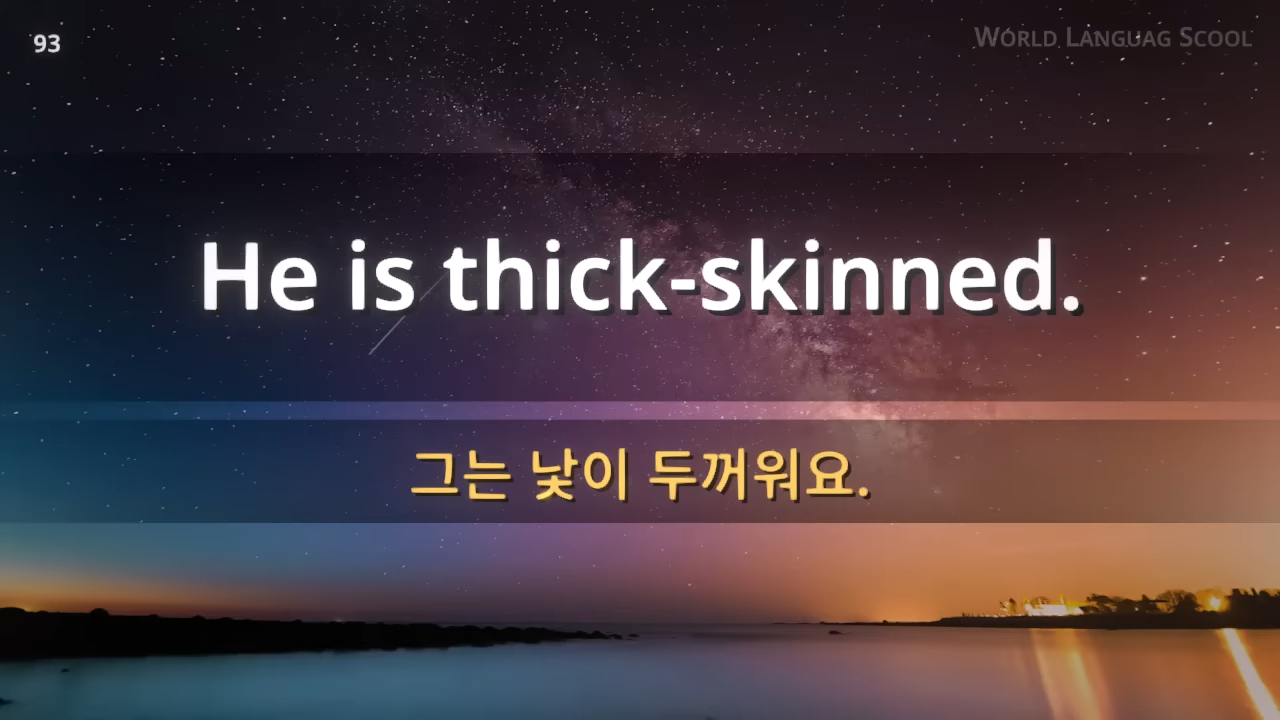 93
WORLD LANGUAG SCOOL
He is thick-skinned.
그는 낯이 두꺼워요.